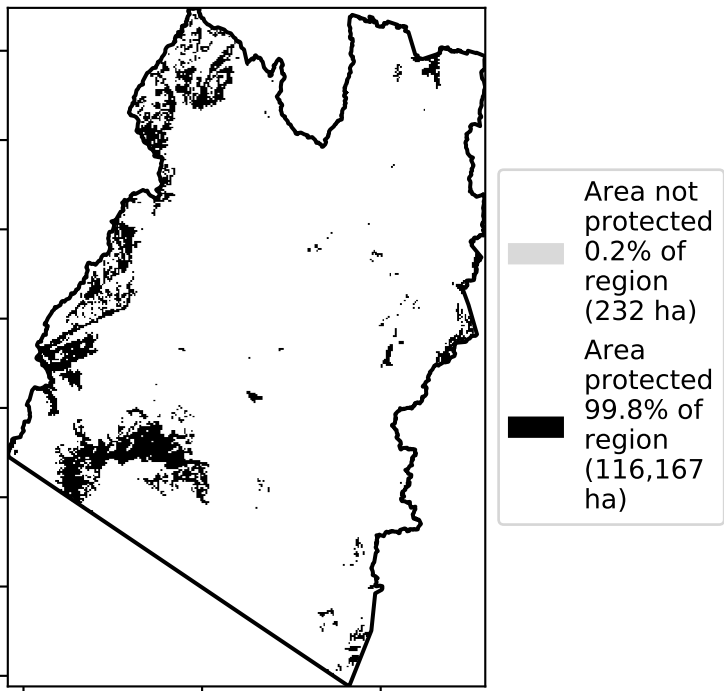 Area not
protected
0.2% of
region
(232 ha)
Area
protected
99.8% of
region
(116,167
ha)